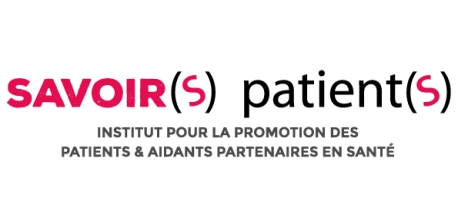 SAVOIR(S) patient(s)
INSTITUT POUR LA PROMOTION DES
PATIENTS & AIDANTS PARTENAIRES EN SANTÉ